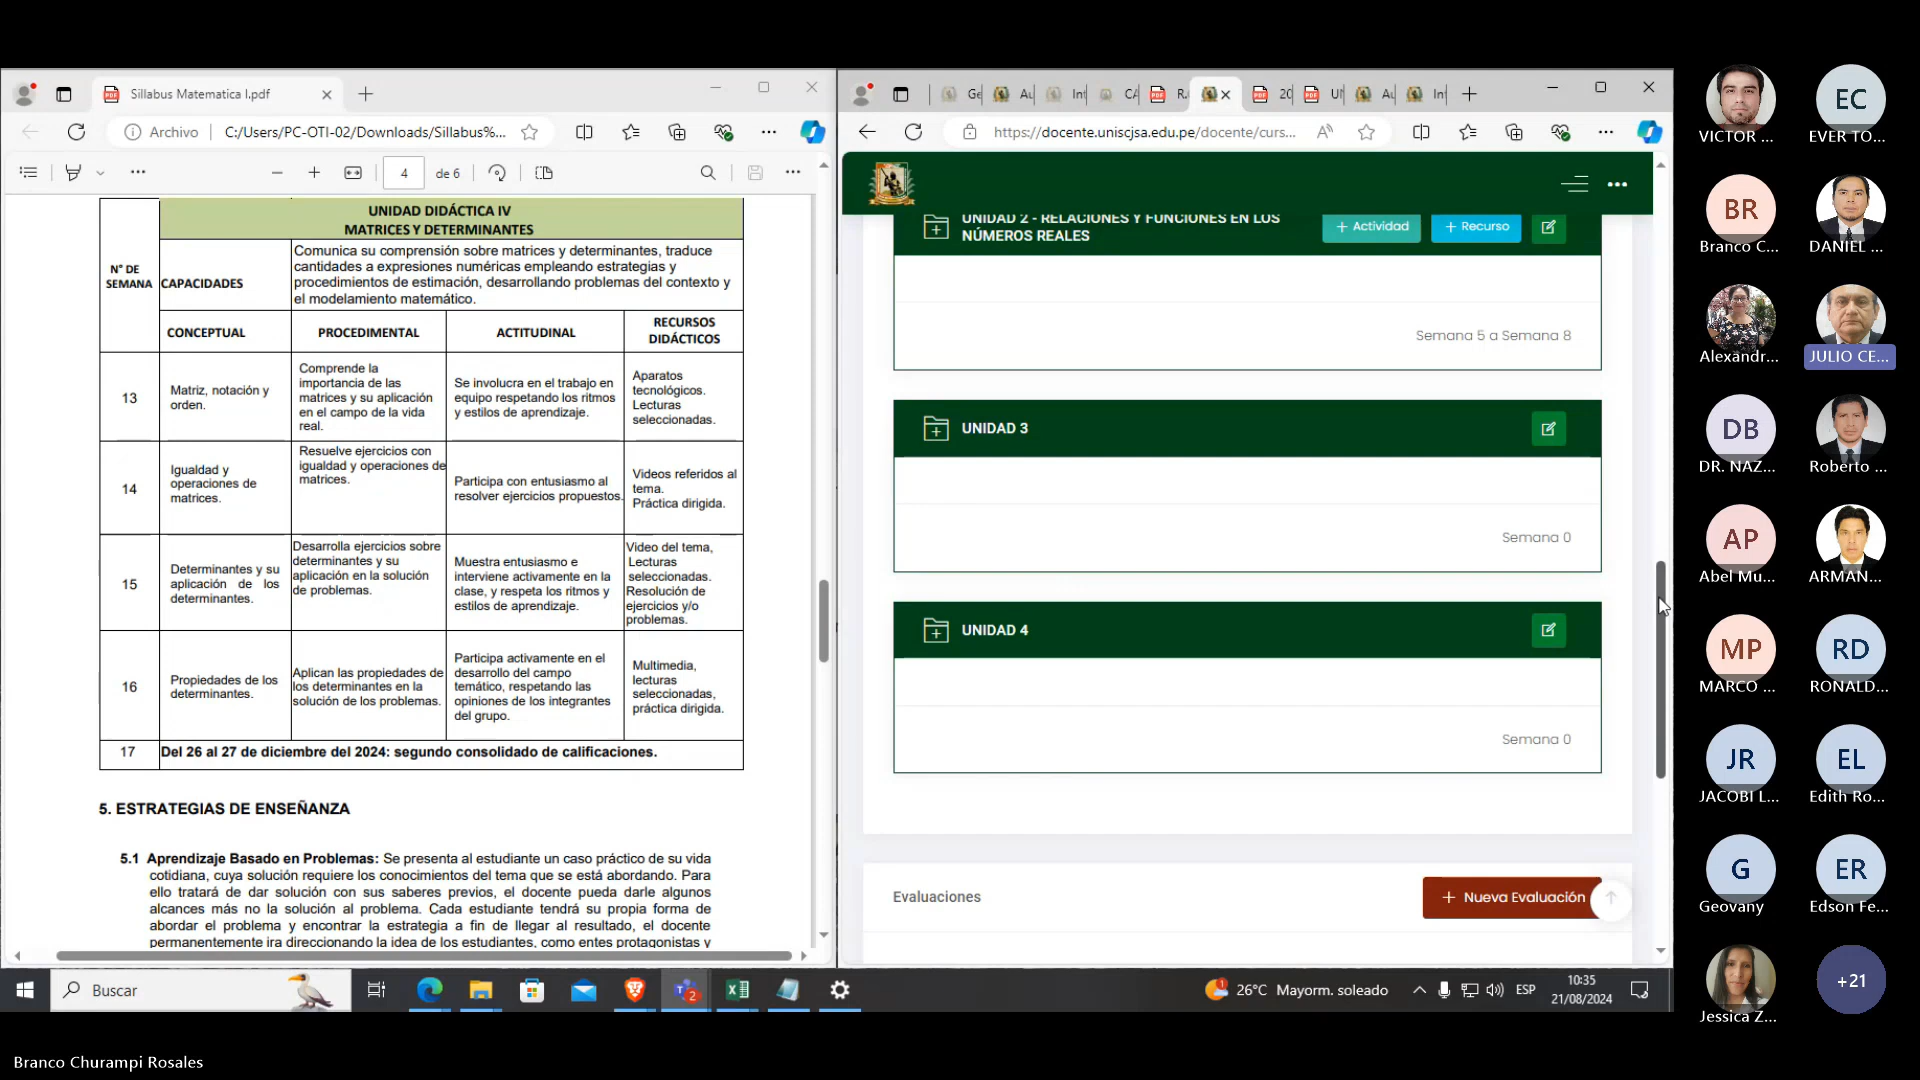 Sillabus Matematica I.pdf
Archivo
C:/Users/PC-OTI-02/Downloads/Sillabus%...
4
de 6
UNIDAD DIDÁCTICA IV
MATRICES Y DETERMINANTES
N° DE
SEMANA
CAPACIDADES
Comunica su comprensión sobre matrices y determinantes, traduce
cantidades a expresiones numéricas empleando estrategias y
procedimientos de estimación, desarrollando problemas del contexto y
el modelamiento matemático.
CONCEPTUAL
PROCEDIMENTAL
ACTITUDINAL
RECURSOS
DIDÁCTICOS
13
Matriz, notación y
orden.
Comprende la
importancia de las
matrices y su aplicación
en el campo de la vida
real.
Se involucra en el trabajo en
equipo respetando los ritmos
y estilos de aprendizaje.
Aparatos
tecnológicos.
Lecturas
seleccionadas.
14
Igualdad y
operaciones de
matrices.
Resuelve ejercicios con
igualdad y operaciones de
matrices.
Participa con entusiasmo al
resolver ejercicios propuestos.
Videos referidos al
tema.
Práctica dirigida.
15
Determinantes y su
aplicación de los
determinantes.
Desarrolla ejercicios sobre
determinantes y su
aplicación en la solución
de problemas.
Muestra entusiasmo e
interviene activamente en la
clase, y respeta los ritmos y
estilos de aprendizaje.
Video del tema,
Lecturas
seleccionadas.
Resolución de
ejercicios y/o
problemas.
16
Propiedades de los
determinantes.
Aplican las propiedades de
los determinantes en la
solución de los problemas.
Participa activamente en el
desarrollo del campo
temático, respetando las
opiniones de los integrantes
del grupo.
Multimedia,
lecturas
seleccionadas,
práctica dirigida.
17
Del 26 al 27 de diciembre del 2024: segundo consolidado de calificaciones.
5. ESTRATEGIAS DE ENSEÑANZA
5.1 Aprendizaje Basado en Problemas: Se presenta al estudiante un caso práctico de su vida
cotidiana, cuya solución requiere los conocimientos del tema que se está abordando. Para
ello tratará de dar solución con sus saberes previos, el docente pueda darle algunos
alcances más no la solución al problema. Cada estudiante tendrá su propia forma de
abordar el problema y encontrar la estrategia a fin de llegar al resultado, el docente
permanentemente ira direccionando la idea de los estudiantes, como entes protagonistas y
https://docente.uniscjsa.edu.pe/docente/curs...
UNIDAD 2 - RELACIONES Y FUNCIONES EN LOS
NÚMEROS REALES
+ Actividad
+ Recurso
Semana 5 a Semana 8
UNIDAD 3
Semana 0
UNIDAD 4
Semana 0
Evaluaciones
+ Nueva Evaluación
Buscar
26°C Mayorm. soleado
ESP
10:35
21/08/2024
VICTOR ...
EC
EVER TO...
BR
Branco C...
DANIEL ...
Alexandr...
JULIO CE...
DB
DR. NAZ...
Roberto ...
AP
Abel Mu...
ARMAN...
MP
MARCO ...
RD
RONALD...
JR
JACOBI L...
EL
Edith Ro...
G
Geovany
ER
Edson Fe...
Jessica Z...
+21
Branco Churampi Rosales